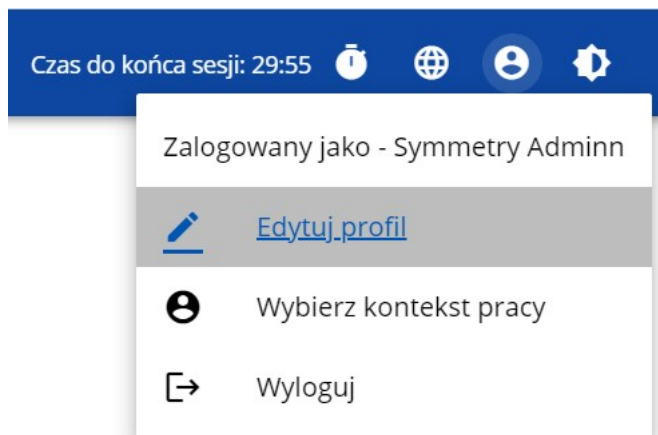 Czas do końca sesji: 29:55
Zalogowany jako - Symmetry Adminn
Edytuj profil
Wybierz kontekst pracy
Wyloguj